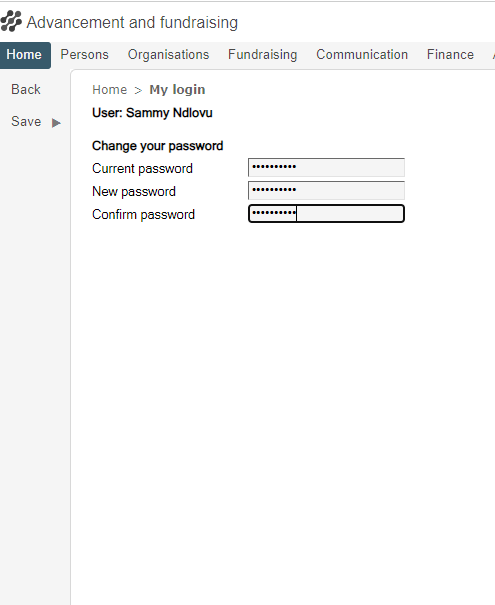 Advancement and fundraising
Home Persons Organisations Fundraising Communication Finance
Back
Save ▶
Home > My login
User: Sammy Ndlovu
Change your password
Current password ••••••••••
New password ••••••••••
Confirm password ••••••••••